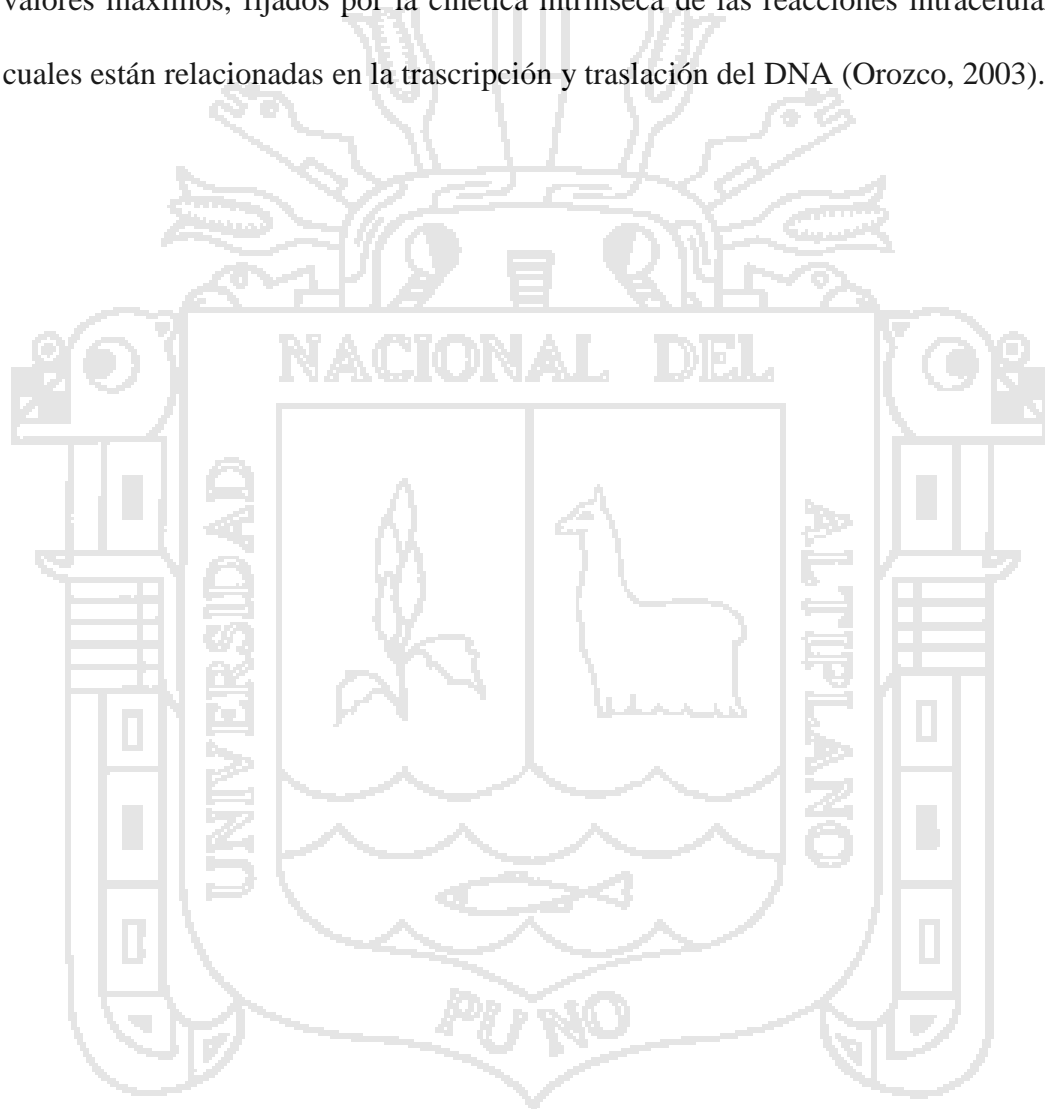 valores máximos, fijados por la cinética intrínseca de las reacciones intracelula
cuales están relacionadas en la trascripción y traslación del DNA (Orozco, 2003).
NACIONAL DEL
UNIVERSIDAD
ALTIPLANO
PUNO